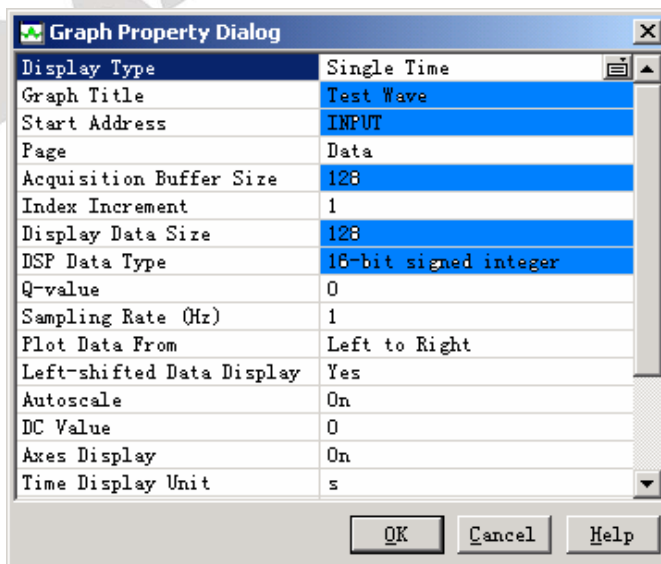 Graph Property Dialog
Display Type Single Time
Graph Title Test Wave
Start Address INPUT
Page Data
Acquisition Buffer Size 128
Index Increment 1
Display Data Size 128
DSP Data Type 16-bit signed integer
Q-value 0
Sampling Rate (Hz) 1
Plot Data From Left to Right
Left-shifted Data Display Yes
Autoscale On
DC Value 0
Axes Display On
Time Display Unit s
OK Cancel Help